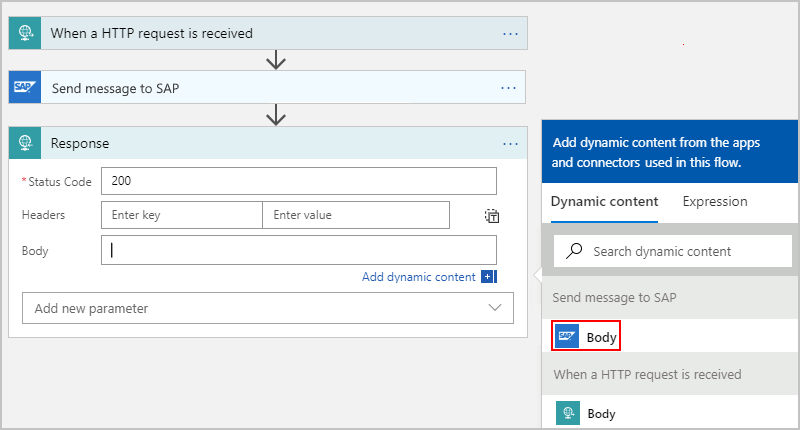 When a HTTP request is received ...
SAP Send message to SAP ...
Response ...
* Status Code 200
Headers Enter key Enter value
Body
Add dynamic content
Add new parameter
Add dynamic content from the apps
and connectors used in this flow.
Dynamic content Expression
Search dynamic content
Send message to SAP
SAP Body
When a HTTP request is received
Body